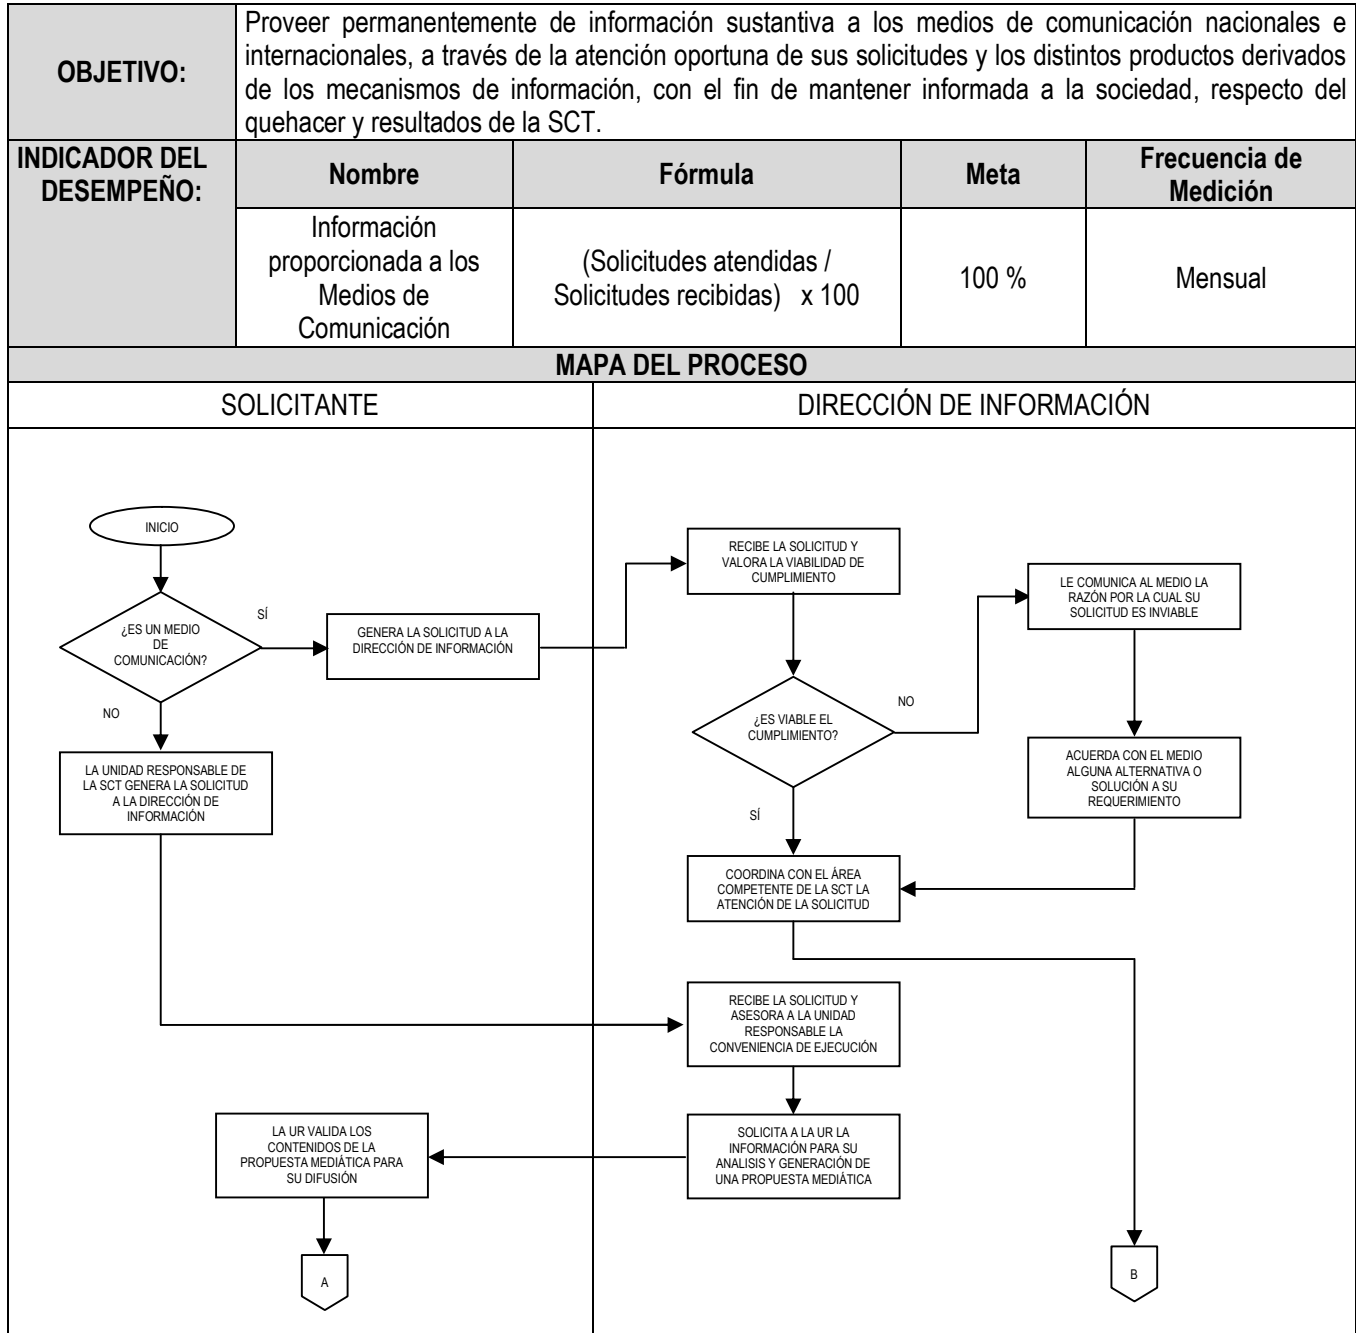 OBJETIVO:
Proveer permanentemente de información sustantiva a los medios de comunicación nacionales e
internacionales, a través de la atención oportuna de sus solicitudes y los distintos productos derivados
de los mecanismos de información, con el fin de mantener informada a la sociedad, respecto del
quehacer y resultados de la SCT.
INDICADOR DEL
DESEMPEÑO:
Nombre
Fórmula
Meta
Frecuencia de
Medición
Información
proporcionada a los
Medios de
Comunicación
(Solicitudes atendidas /
Solicitudes recibidas) x 100
100 %
Mensual
MAPA DEL PROCESO
SOLICITANTE
DIRECCIÓN DE INFORMACIÓN
INICIO
¿ES UN MEDIO
DE
COMUNICACIÓN?
SÍ
GENERA LA SOLICITUD A LA
DIRECCIÓN DE INFORMACIÓN
NO
LA UNIDAD RESPONSABLE DE
LA SCT GENERA LA SOLICITUD
A LA DIRECCIÓN DE
INFORMACIÓN
RECIBE LA SOLICITUD Y
VALORA LA VIABILIDAD DE
CUMPLIMIENTO
¿ES VIABLE EL
CUMPLIMIENTO?
NO
LE COMUNICA AL MEDIO LA
RAZÓN POR LA CUAL SU
SOLICITUD ES INVIABLE
ACUERDA CON EL MEDIO
ALGUNA ALTERNATIVA O
SOLUCIÓN A SU
REQUERIMIENTO
SÍ
COORDINA CON EL ÁREA
COMPETENTE DE LA SCT LA
ATENCIÓN DE LA SOLICITUD
RECIBE LA SOLICITUD Y
ASESORA A LA UNIDAD
RESPONSABLE LA
CONVENIENCIA DE EJECUCIÓN
SOLICITA A LA UR LA
INFORMACIÓN PARA SU
ANALISIS Y GENERACIÓN DE
UNA PROPUESTA MEDIÁTICA
LA UR VALIDA LOS
CONTENIDOS DE LA
PROPUESTA MEDIÁTICA PARA
SU DIFUSIÓN
A
B